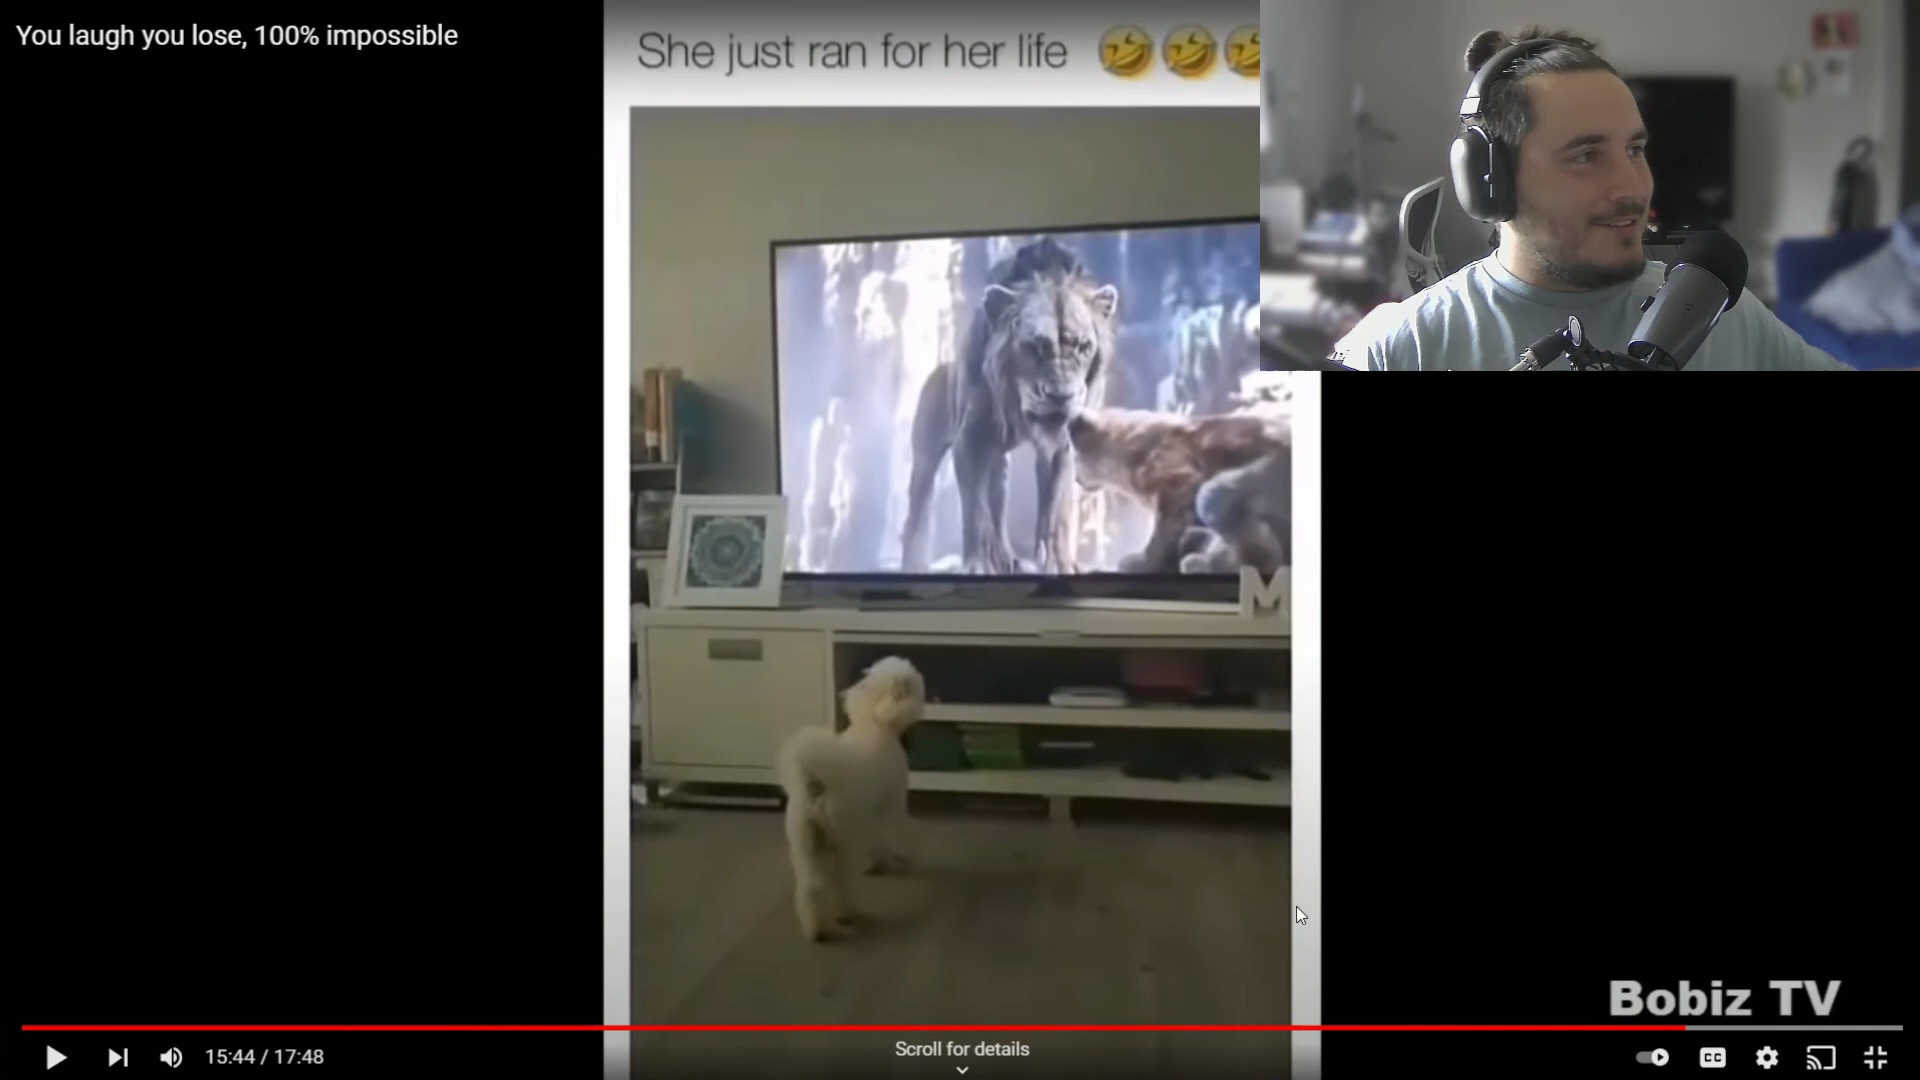 You laugh you lose, 100% impossible
She just ran for her life 🤣🤣🤣
M
Bobiz TV
15:44 / 17:48
Scroll for details
CC